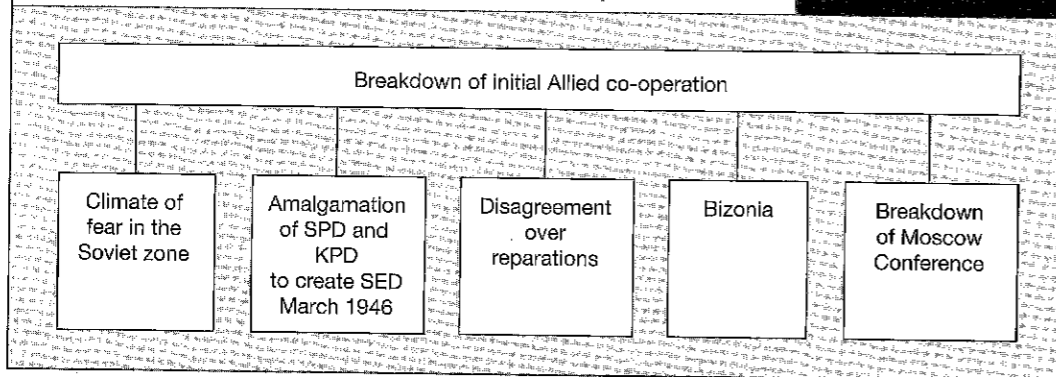 Breakdown of initial Allied co-operation
Climate of
fear in the
Soviet zone
Amalgamation
of SPD and
KPD
to create SED
March 1946
Disagreement
over
reparations
Bizonia
Breakdown
of Moscow
Conference